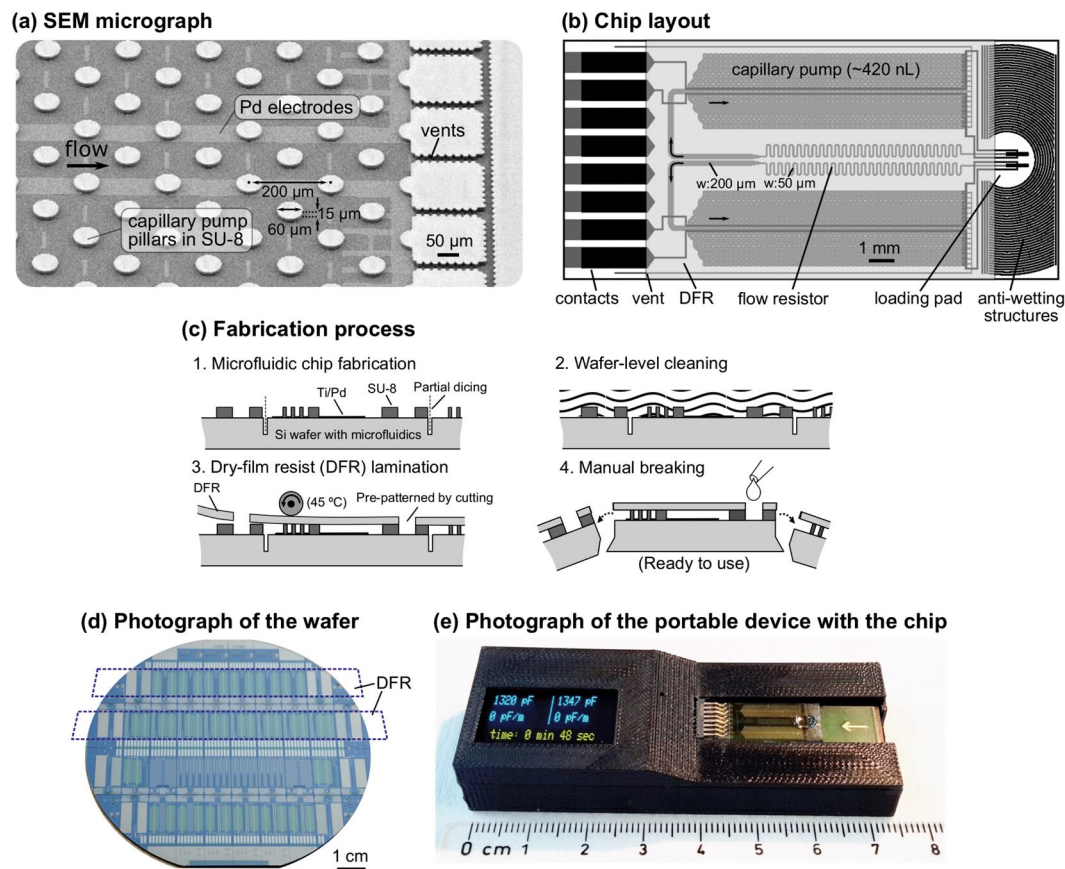 (a) SEM micrograph
Pd electrodes
flow
vents
200 µm
15 µm
60 µm
capillary pump
pillars in SU-8
50 µm
(b) Chip layout
capillary pump (~420 nL)
w:200 µm
w:50 µm
1 mm
contacts
vent
DFR
flow resistor
loading pad
anti-wetting
structures
(c) Fabrication process
1. Microfluidic chip fabrication
Ti/Pd
SU-8
Partial dicing
Si wafer with microfluidics
2. Wafer-level cleaning
3. Dry-film resist (DFR) lamination
DFR
(45 ºC)
Pre-patterned by cutting
4. Manual breaking
(Ready to use)
(d) Photograph of the wafer
DFR
1 cm
(e) Photograph of the portable device with the chip
1320 pF | 1347 pF
0 pF/m | 0 pF/m
time: 0 min 48 sec
0 cm 1 2 3 4 5 6 7 8